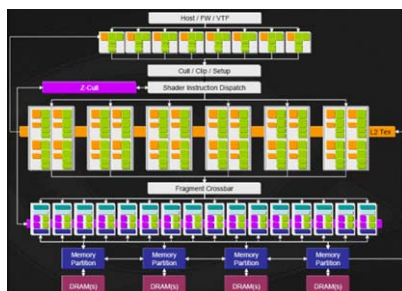 Host / FW / VTF
Cull / Clip / Setup
Z-Cull
Shader Instruction Dispatch
L2 Tex
Fragment Crossbar
Memory
Partition
Memory
Partition
Memory
Partition
Memory
Partition
DRAM(s)
DRAM(s)
DRAM(s)
DRAM(s)